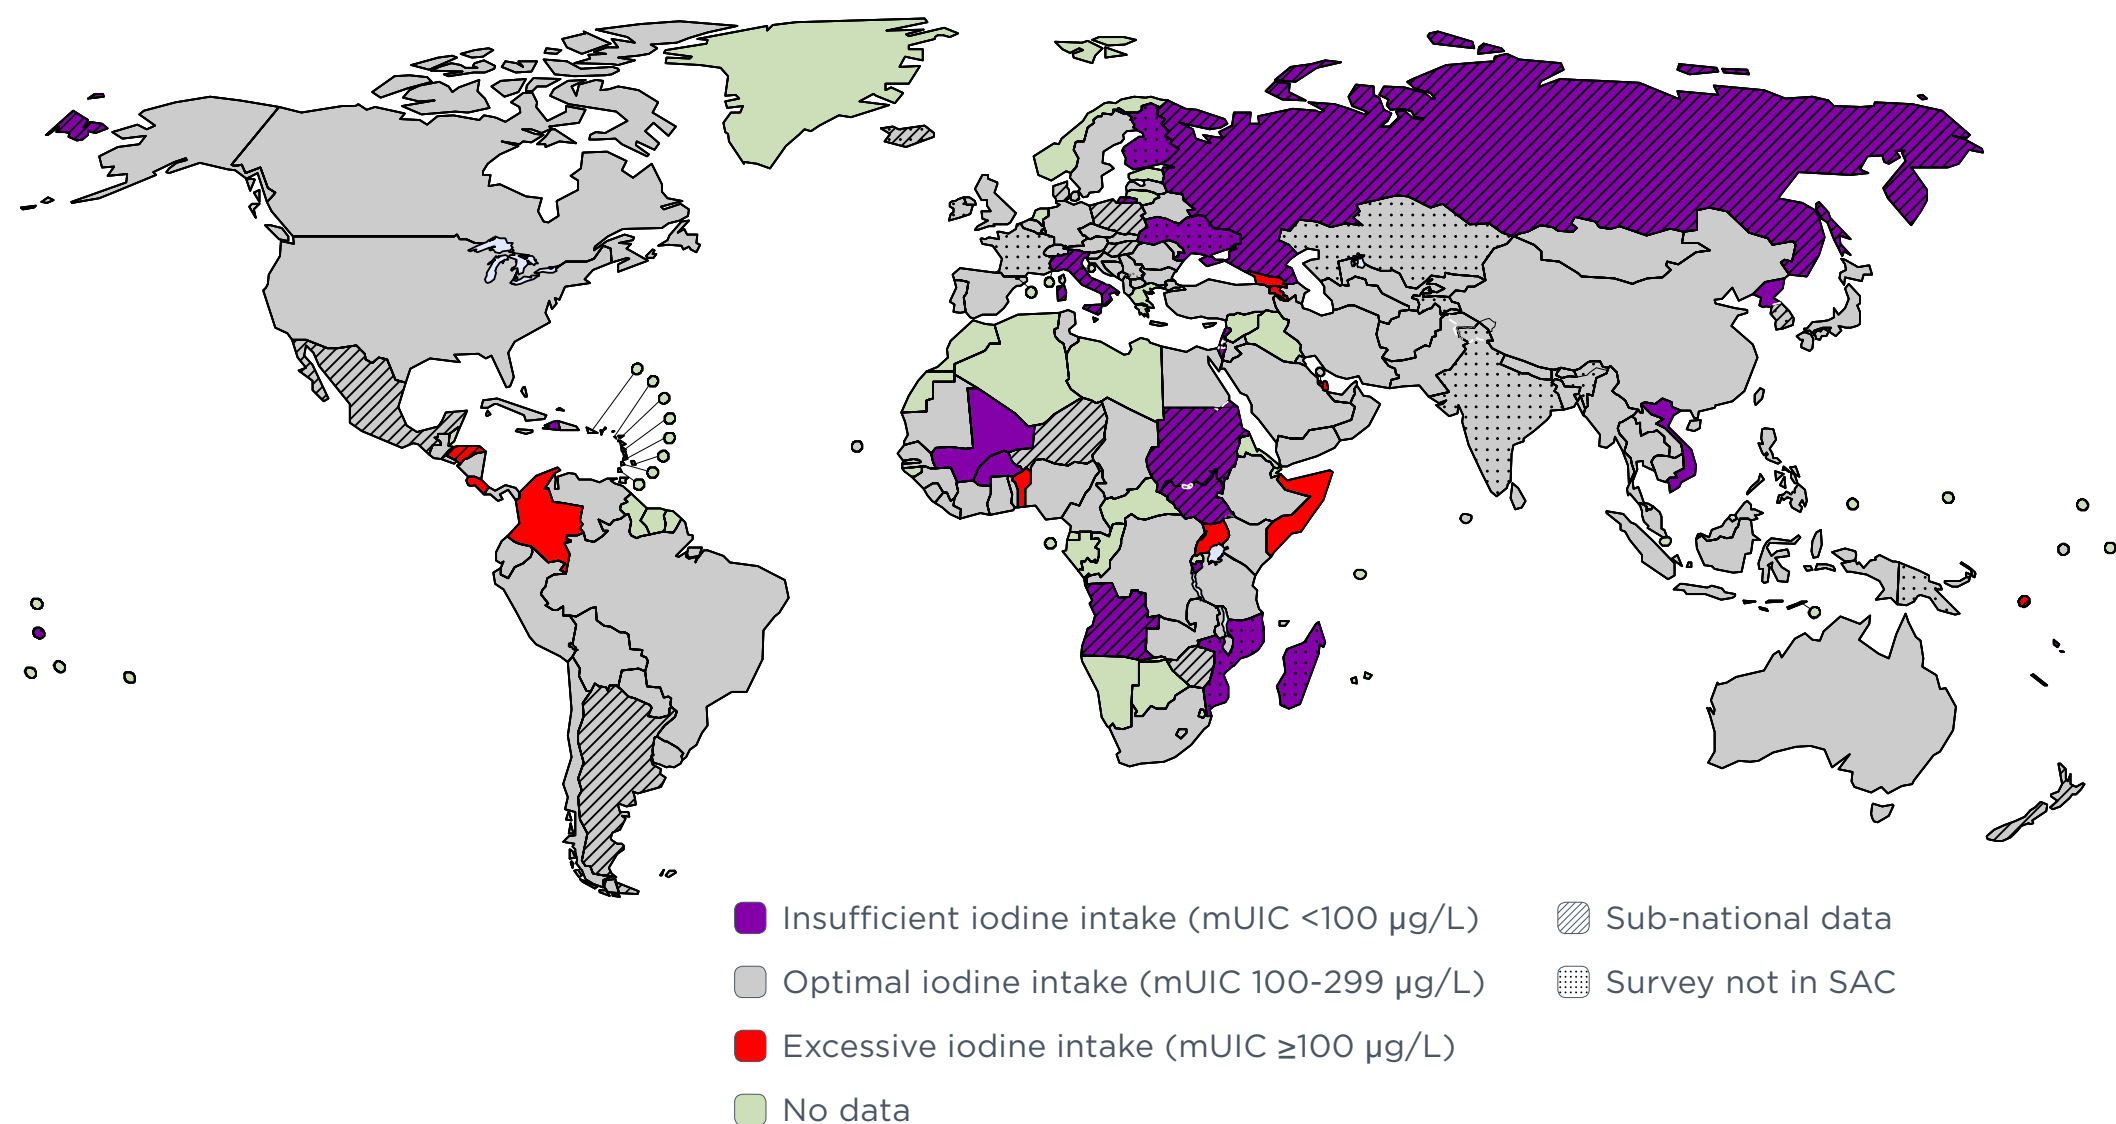 Insufficient iodine intake (mUIC <100 µg/L)
Optimal iodine intake (mUIC 100-299 µg/L)
Excessive iodine intake (mUIC ≥100 µg/L)
No data
Sub-national data
Survey not in SAC